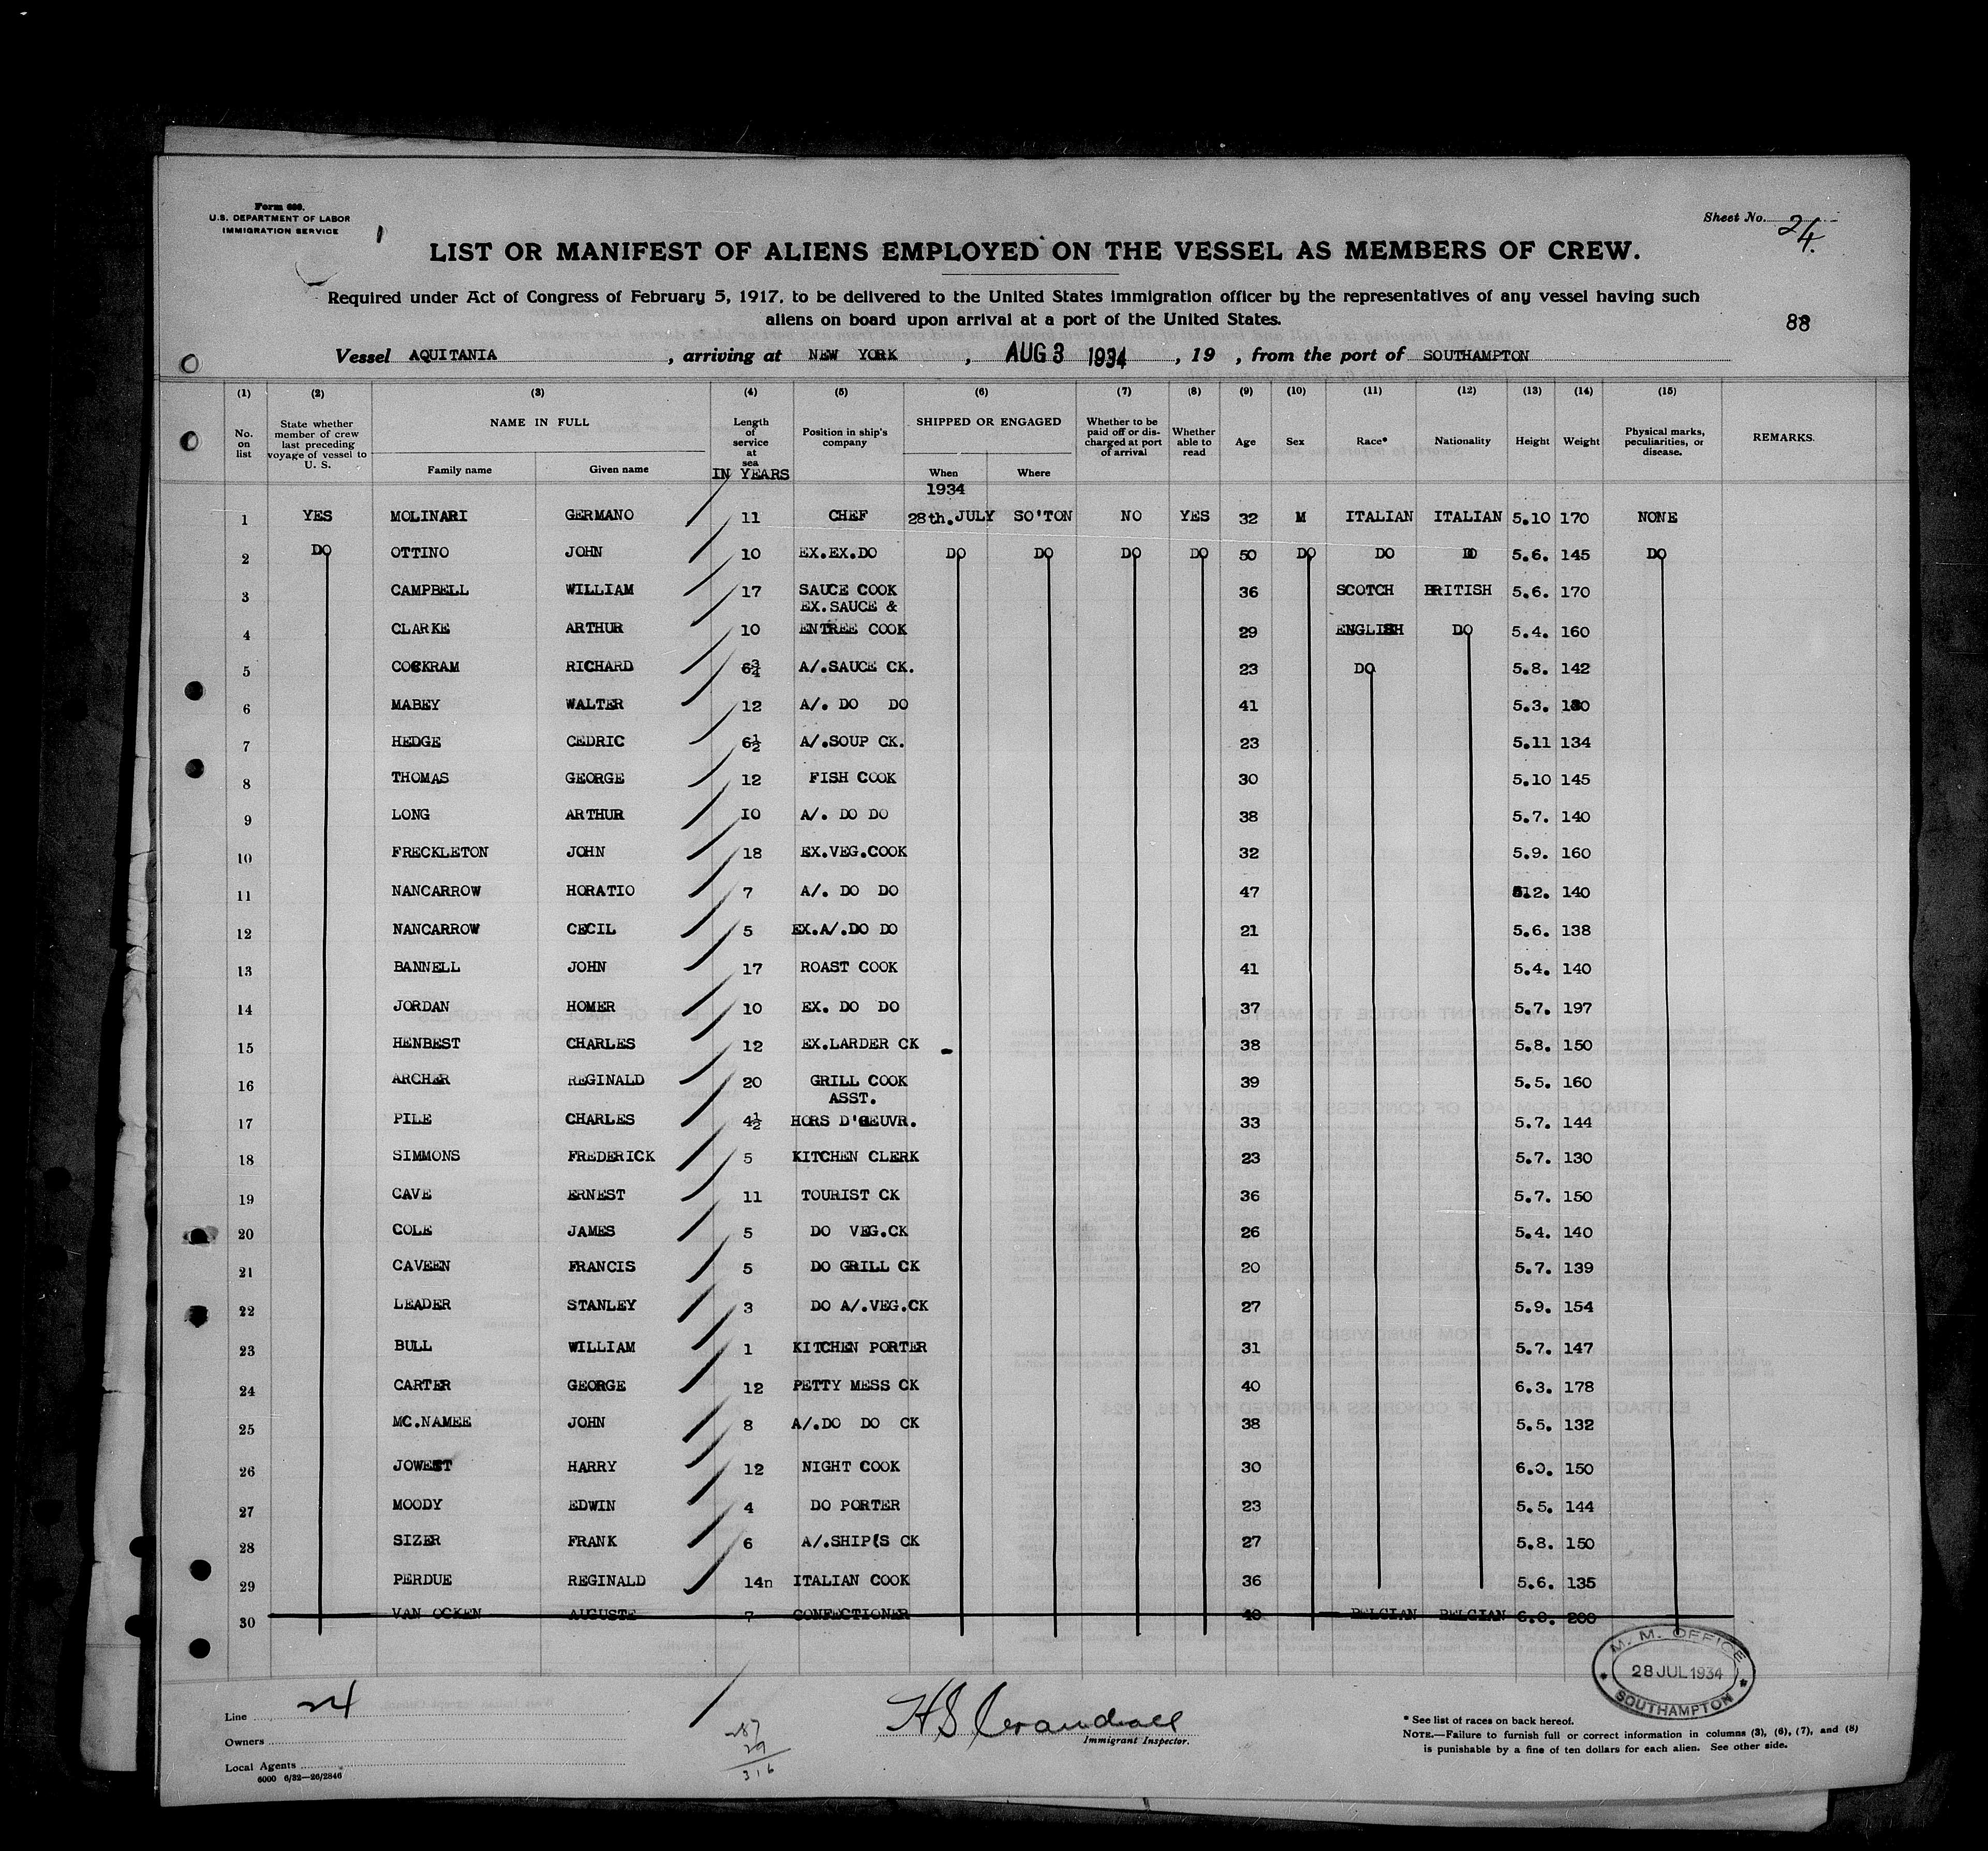 Form 680.
U.S. DEPARTMENT OF LABOR
IMMIGRATION SERVICE
Sheet No. 24.
LIST OR MANIFEST OF ALIENS EMPLOYED ON THE VESSEL AS MEMBERS OF CREW.
Required under Act of Congress of February 5, 1917, to be delivered to the United States immigration officer by the representatives of any vessel having such
aliens on board upon arrival at a port of the United States.
88
Vessel AQUITANIA , arriving at NEW YORK , AUG 3 1934 , 19 , from the port of SOUTHAMPTON
(1) (2) (3) (4) (5) (6) (7) (8) (9) (10) (11) (12) (13) (14) (15)
No. on list State whether member of crew last preceding voyage of vessel to U. S. NAME IN FULL Family name Given name Length of service at sea IN YEARS Position in ship's company SHIPPED OR ENGAGED When Where Whether to be paid off or discharged at port of arrival Whether able to read Age Sex Race* Nationality Height Weight Physical marks, peculiarities, or disease. REMARKS.
1934
1 YES MOLINARI GERMANO 11 CHEF 28th.JULY SO'TON NO YES 32 M ITALIAN ITALIAN 5.10 170 NONE
2 DO OTTINO JOHN 10 EX.EX.DO DO DO DO DO 50 DO DO DO 5.6. 145 DO
3 CAMPBELL WILLIAM 17 SAUCE COOK 36 SCOTCH BRITISH 5.6. 170
EX.SAUCE &
4 CLARKE ARTHUR 10 ENTREE COOK 29 ENGLISH DO 5.4. 160
5 COCKRAM RICHARD 6¾ A/.SAUCE CK. 23 DO 5.8. 142
6 MABEY WALTER 12 A/. DO DO 41 5.3. 130
7 HEDGE CEDRIC 6½ A/.SOUP CK. 23 5.11 134
8 THOMAS GEORGE 12 FISH COOK 30 5.10 145
9 LONG ARTHUR IO A/. DO DO 38 5.7. 140
10 FRECKLETON JOHN 18 EX.VEG.COOK 32 5.9. 160
11 NANCARROW HORATIO 7 A/. DO DO 47 5.2. 140
12 NANCARROW CECIL 5 EX.A/.DO DO 21 5.6. 138
13 BANNELL JOHN 17 ROAST COOK 41 5.4. 140
14 JORDAN HOMER 10 EX. DO DO 37 5.7. 197
15 HENBEST CHARLES 12 EX.LARDER CK 38 5.8. 150
16 ARCHER REGINALD 20 GRILL COOK 39 5.5. 160
ASST.
17 PILE CHARLES 4½ HORS D'OEUVR. 33 5.7. 144
18 SIMMONS FREDERICK 5 KITCHEN CLERK 23 5.7. 130
19 CAVE ERNEST 11 TOURIST CK 36 5.7. 150
20 COLE JAMES 5 DO VEG.CK 26 5.4. 140
21 CAVEEN FRANCIS 5 DO GRILL CK 20 5.7. 139
22 LEADER STANLEY 3 DO A/.VEG.CK 27 5.9. 154
23 BULL WILLIAM 1 KITCHEN PORTER 31 5.7. 147
24 CARTER GEORGE 12 PETTY MESS CK 40 6.3. 178
25 MC.NAMEE JOHN 8 A/.DO DO CK 38 5.5. 132
26 JOWETT HARRY 12 NIGHT COOK 30 6.0. 150
27 MOODY EDWIN 4 DO PORTER 23 5.5. 144
28 SIZER FRANK 6 A/.SHIP(S CK 27 5.8. 150
29 PERDUE REGINALD 14n ITALIAN COOK 36 5.6. 135
30 VAN OCKEN AUGUSTE 7 CONFECTIONER 40 BELGIAN BELGIAN 6.0. 200
M. M. OFFICE
28 JUL 1934
SOUTHAMPTON
Line 24
Owners
Local Agents
6000 6/32—26/2846
287
29
316
H S Crandall
Immigrant Inspector.
* See list of races on back hereof.
NOTE.—Failure to furnish full or correct information in columns (3), (6), (7), and (8)
is punishable by a fine of ten dollars for each alien. See other side.